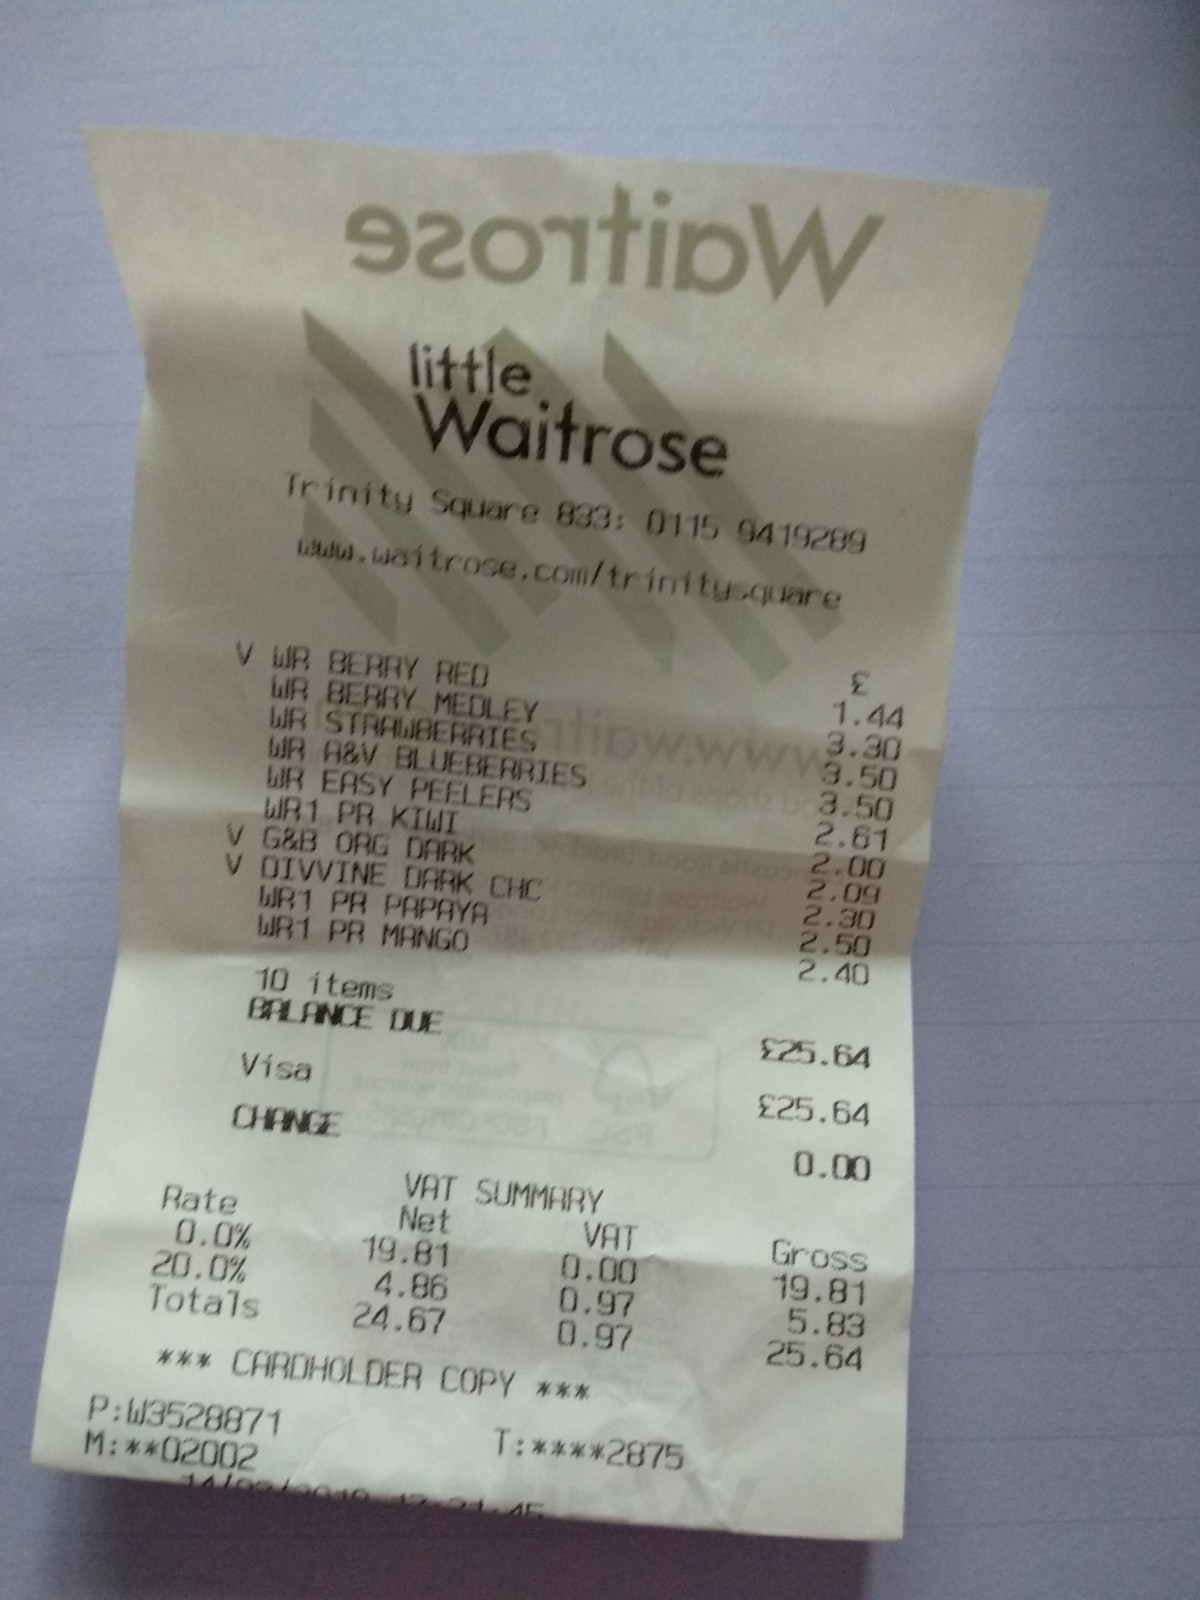 Waitrose
little
Waitrose
Trinity Square 833: 0115 9419289
www.waitrose.com/trinitysquare
£
V WR BERRY RED 1.44
WR BERRY MEDLEY 3.30
WR STRAWBERRIES 3.50
WR A&V BLUEBERRIES 3.50
WR EASY PEELERS 2.61
WR1 PR KIWI 2.00
V G&B ORG DARK 2.09
V DIVVINE DARK CHC 2.30
WR1 PR PAPAYA 2.50
WR1 PR MANGO 2.40
10 items
BALANCE DUE £25.64
Visa £25.64
CHANGE 0.00
VAT SUMMARY
Rate Net VAT Gross
0.0% 19.81 0.00 19.81
20.0% 4.86 0.97 5.83
Totals 24.67 0.97 25.64
*** CARDHOLDER COPY ***
P:W3528871
M:**02002 T:****2875